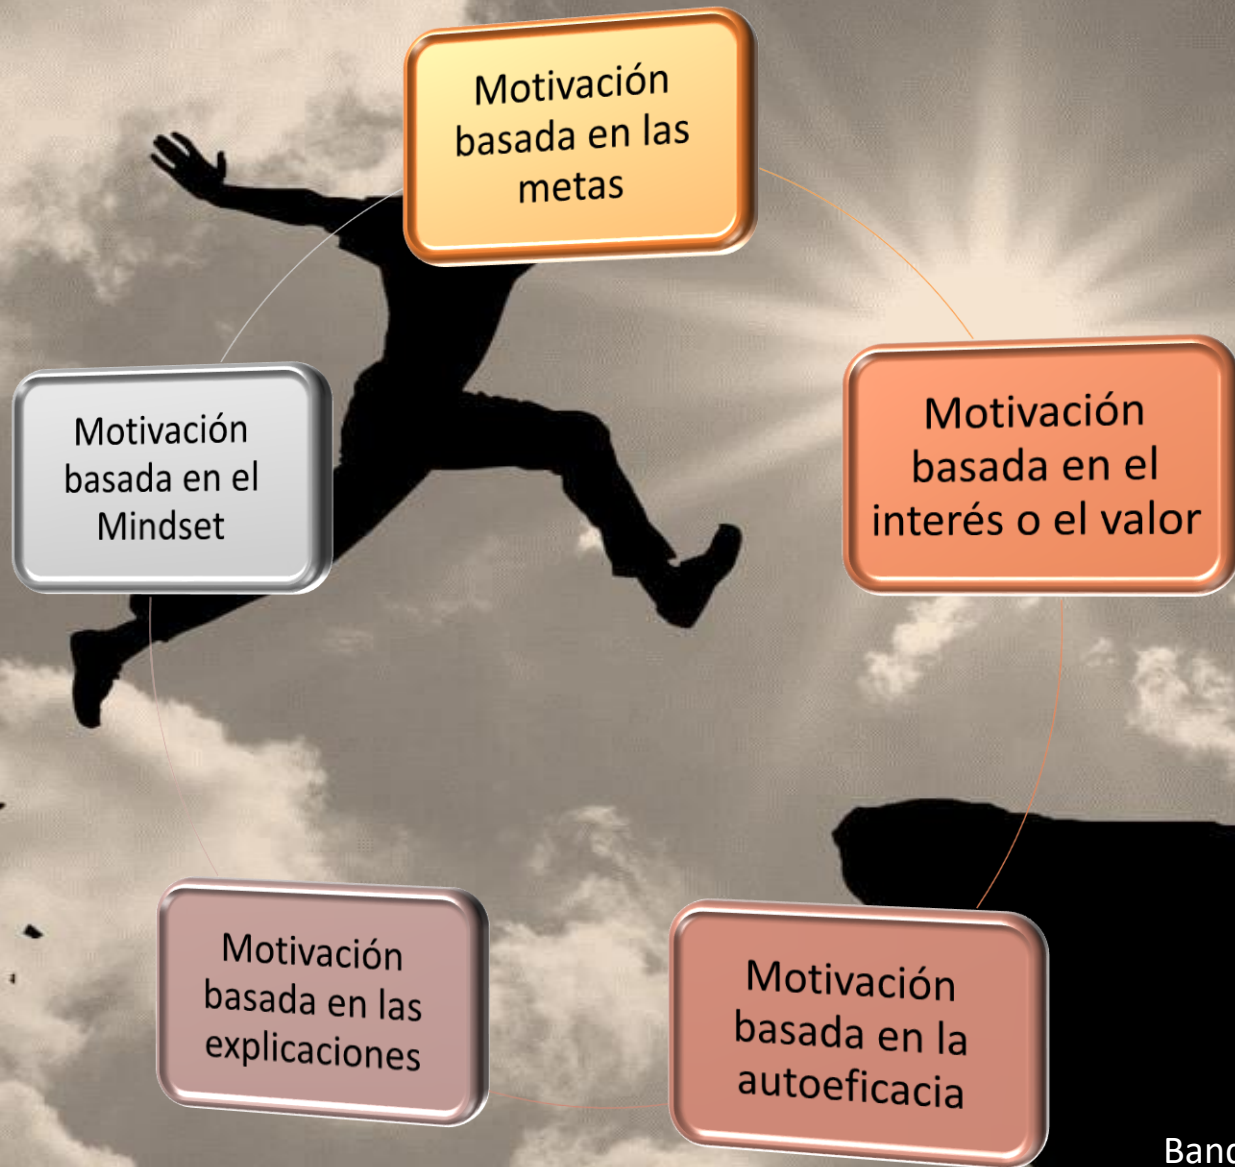 Motivación
basada en las
metas
Motivación
basada en el
interés o el valor
Motivación
basada en la
autoeficacia
Motivación
basada en las
explicaciones
Motivación
basada en el
Mindset